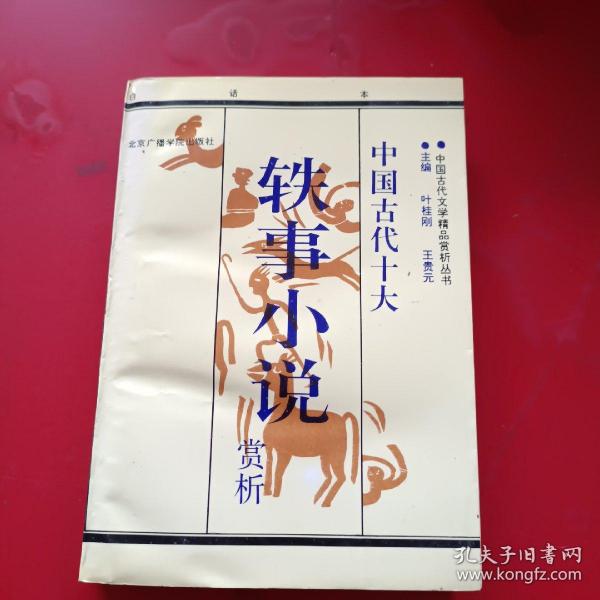 白话本
中国古代文学精品赏析丛书
主编 叶桂刚 王贵元
中国古代十大
轶事小说
赏析
北京广播学院出版社
孔夫子旧书网
www.kongfz.com